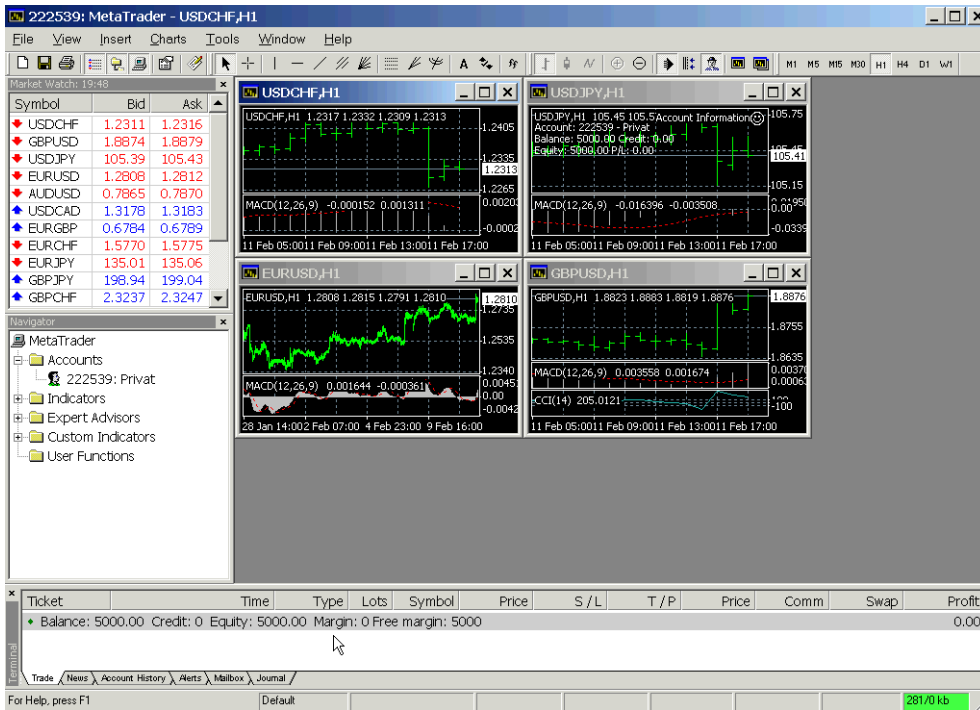 222539: MetaTrader - USDCHF,H1
File View Insert Charts Tools Window Help
A M1 M5 M15 M30 H1 H4 D1 W1
Market Watch: 19:48
Symbol Bid Ask
USDCHF 1.2311 1.2316
GBPUSD 1.8874 1.8879
USDJPY 105.39 105.43
EURUSD 1.2808 1.2812
AUDUSD 0.7865 0.7870
USDCAD 1.3178 1.3183
EURGBP 0.6784 0.6789
EURCHF 1.5770 1.5775
EURJPY 135.01 135.06
GBPJPY 198.94 199.04
GBPCHF 2.3237 2.3247
Navigator
MetaTrader
Accounts
222539: Privat
Indicators
Expert Advisors
Custom Indicators
User Functions
USDCHF,H1
USDCHF,H1 1.2317 1.2332 1.2309 1.2313
1.2405
1.2335
1.2313
1.2265
MACD(12,26,9) -0.000152 0.001311
-0.0002
11 Feb 05:00 11 Feb 09:00 11 Feb 13:00 11 Feb 17:00
USDJPY,H1
USDJPY,H1 105.45 105.5 Account Information
Account: 222539 - Privat
Balance: 5000.00 Credit: 0.00
Equity: 5000.00 P/L: 0.00
105.75
105.41
105.15
MACD(12,26,9) -0.016396 -0.003508
0.00
-0.0339
11 Feb 05:00 11 Feb 09:00 11 Feb 13:00 11 Feb 17:00
EURUSD,H1
EURUSD,H1 1.2808 1.2815 1.2791 1.2810
1.2810
1.2735
1.2535
1.2340
MACD(12,26,9) 0.001644 -0.000361
0.00
-0.0042
28 Jan 14:00 2 Feb 07:00 4 Feb 23:00 9 Feb 16:00
GBPUSD,H1
GBPUSD,H1 1.8823 1.8883 1.8819 1.8876
1.8876
1.8755
1.8635
MACD(12,26,9) 0.003558 0.001674
CCI(14) 205.0121
-100
11 Feb 05:00 11 Feb 09:00 11 Feb 13:00 11 Feb 17:00
Ticket Time Type Lots Symbol Price S / L T / P Price Comm Swap Profit
Balance: 5000.00 Credit: 0 Equity: 5000.00 Margin: 0 Free margin: 5000 0.00
Terminal
Trade News Account History Alerts Mailbox Journal
For Help, press F1 Default 281/0 kb